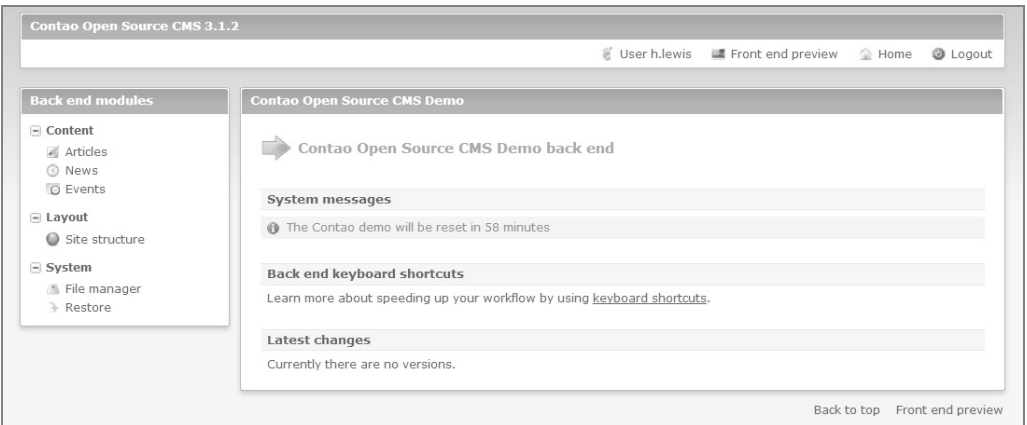 Contao Open Source CMS 3.1.2
User h.lewis Front end preview Home Logout
Back end modules
Content
Articles
News
Events
Layout
Site structure
System
File manager
Restore
Contao Open Source CMS Demo
Contao Open Source CMS Demo back end
System messages
The Contao demo will be reset in 58 minutes
Back end keyboard shortcuts
Learn more about speeding up your workflow by using keyboard shortcuts.
Latest changes
Currently there are no versions.
Back to top Front end preview